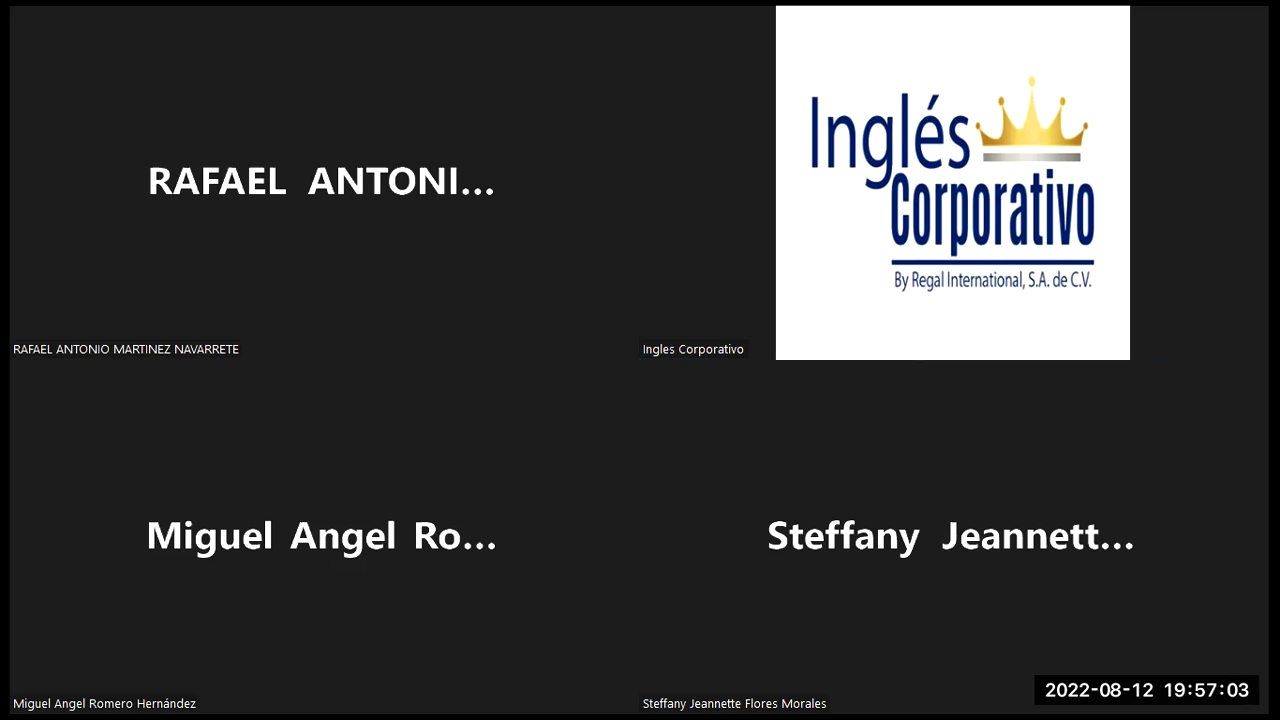 RAFAEL ANTONI...
RAFAEL ANTONIO MARTINEZ NAVARRETE
Inglés
Corporativo
By Regal International, S.A. de C.V.
Ingles Corporativo
Miguel Angel Ro...
Miguel Angel Romero Hernández
Steffany Jeannett...
Steffany Jeannette Flores Morales
2022-08-12 19:57:03